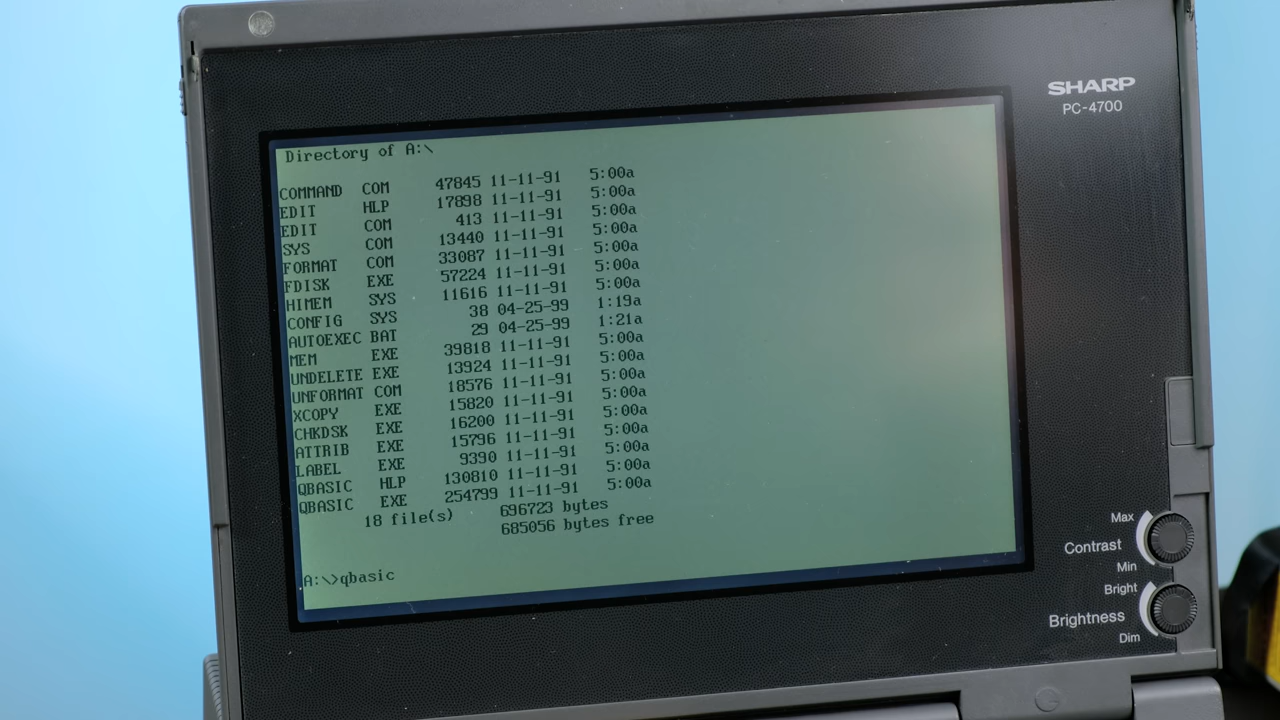 SHARP
PC-4700
Directory of A:\
COMMAND COM 47845 11-11-91 5:00a
EDIT HLP 17898 11-11-91 5:00a
EDIT COM 413 11-11-91 5:00a
SYS COM 13440 11-11-91 5:00a
FORMAT COM 33087 11-11-91 5:00a
FDISK EXE 57224 11-11-91 5:00a
HIMEM SYS 11616 11-11-91 5:00a
CONFIG SYS 38 04-25-99 1:19a
AUTOEXEC BAT 29 04-25-99 1:21a
MEM EXE 39818 11-11-91 5:00a
UNDELETE EXE 13924 11-11-91 5:00a
UNFORMAT COM 18576 11-11-91 5:00a
XCOPY EXE 15820 11-11-91 5:00a
CHKDSK EXE 16200 11-11-91 5:00a
ATTRIB EXE 15796 11-11-91 5:00a
LABEL EXE 9390 11-11-91 5:00a
QBASIC HLP 130810 11-11-91 5:00a
QBASIC EXE 254799 11-11-91 5:00a
18 file(s) 696723 bytes
685056 bytes free
A:\>qbasic
Max
Contrast
Min
Bright
Brightness
Dim